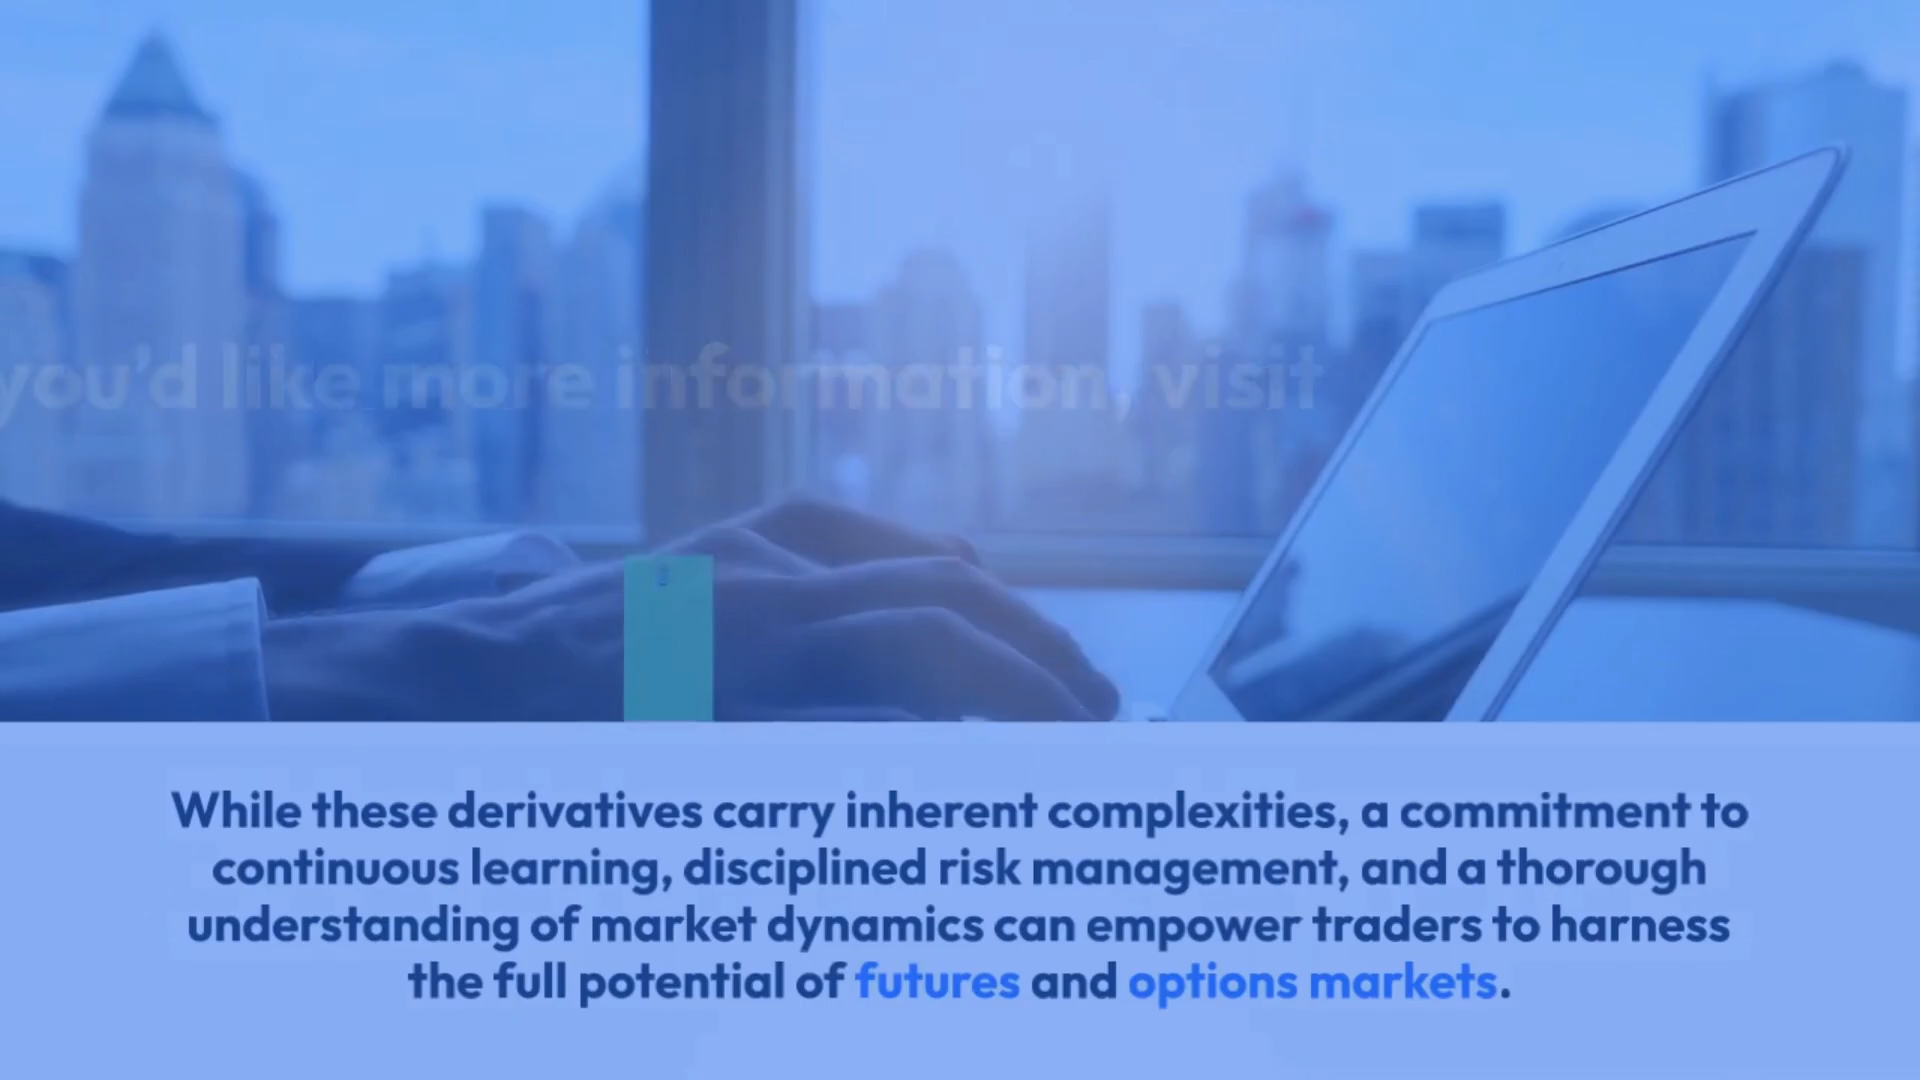 you'd like more information, visit
While these derivatives carry inherent complexities, a commitment to
continuous learning, disciplined risk management, and a thorough
understanding of market dynamics can empower traders to harness
the full potential of futures and options markets.